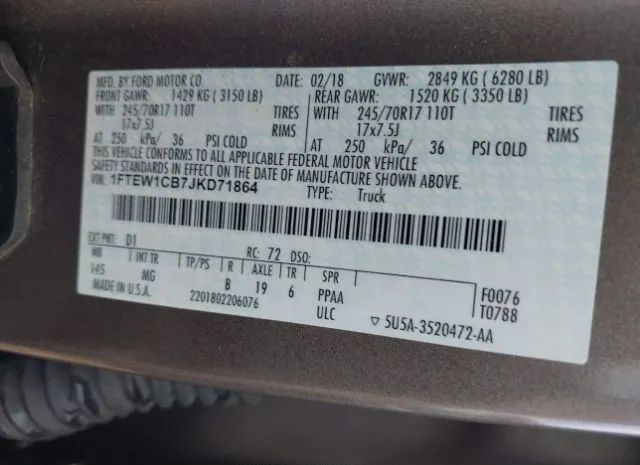 MFD. BY FORD MOTOR CO. DATE: 02/18 GVWR: 2849 KG ( 6280 LB)
FRONT GAWR: 1429 KG ( 3150 LB) REAR GAWR: 1520 KG ( 3350 LB)
WITH 245/70R17 110T TIRES WITH 245/70R17 110T TIRES
17x7.5J RIMS 17x7.5J RIMS
AT 250 kPa/ 36 PSI COLD AT 250 kPa/ 36 PSI COLD
THIS VEHICLE CONFORMS TO ALL APPLICABLE FEDERAL MOTOR VEHICLE
SAFETY STANDARDS IN EFFECT ON THE DATE OF MANUFACTURE SHOWN ABOVE.
VIN: 1FTEW1CB7JKD71864
TYPE: Truck
EXT PNT: D1 RC: 72 DSO:
WB INT TR TP/PS R AXLE TR SPR
145 MG B 19 6 PPAA F0076
MADE IN U.S.A. 2201802206076 ULC T0788
▽ 5U5A-3520472-AA